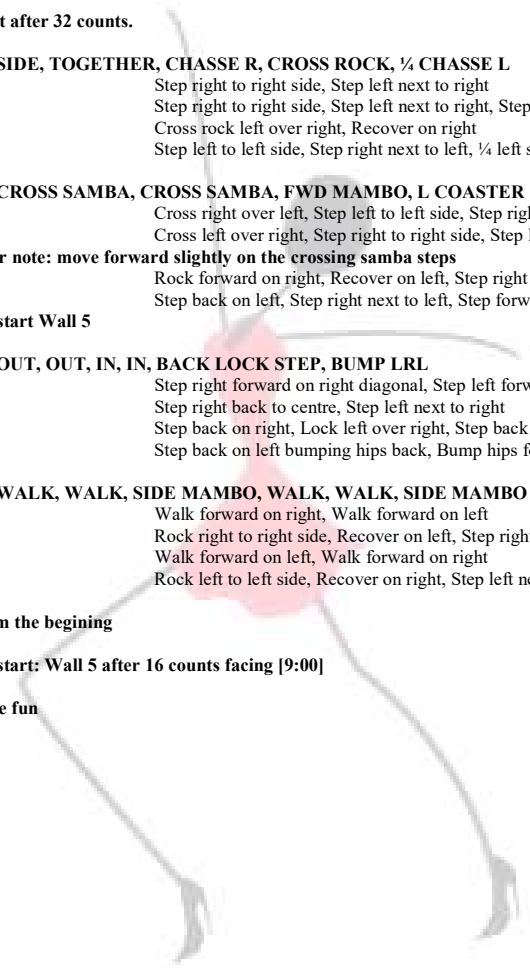 t after 32 counts.
SIDE, TOGETHER, CHASSE R, CROSS ROCK, ¼ CHASSE L
Step right to right side, Step left next to right
Step right to right side, Step left next to right, Step
Cross rock left over right, Recover on right
Step left to left side, Step right next to left, ¼ left s
CROSS SAMBA, CROSS SAMBA, FWD MAMBO, L COASTER
Cross right over left, Step left to left side, Step righ
Cross left over right, Step right to right side, Step l
r note: move forward slightly on the crossing samba steps
Rock forward on right, Recover on left, Step right
Step back on left, Step right next to left, Step forw
start Wall 5
OUT, OUT, IN, IN, BACK LOCK STEP, BUMP LRL
Step right forward on right diagonal, Step left forw
Step right back to centre, Step left next to right
Step back on right, Lock left over right, Step back
Step back on left bumping hips back, Bump hips fo
WALK, WALK, SIDE MAMBO, WALK, WALK, SIDE MAMBO
Walk forward on right, Walk forward on left
Rock right to right side, Recover on left, Step righ
Walk forward on left, Walk forward on right
Rock left to left side, Recover on right, Step left ne
m the begining
start: Wall 5 after 16 counts facing [9:00]
e fun